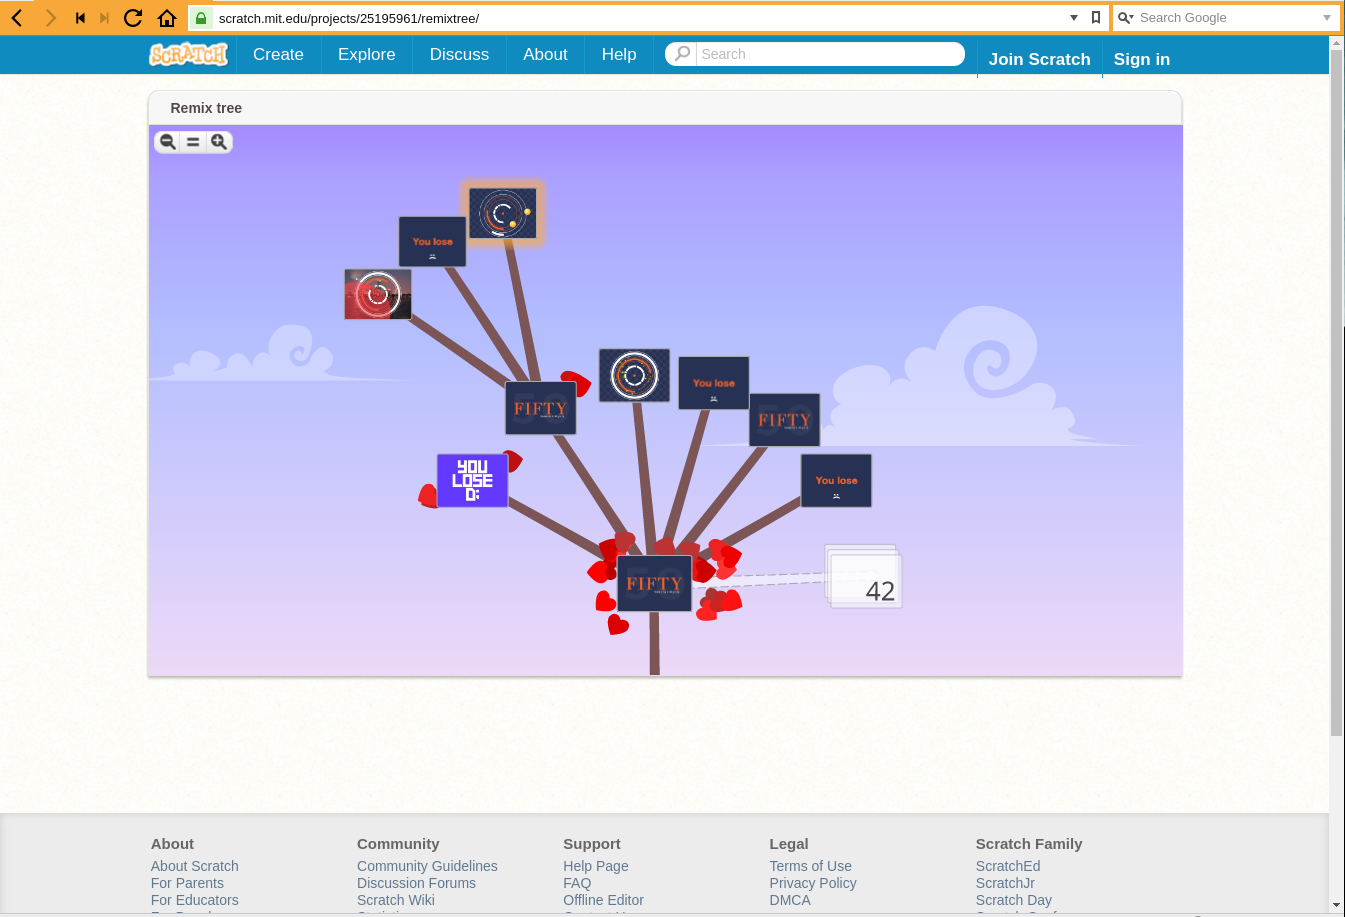 scratch.mit.edu/projects/25195961/remixtree/
Search Google
SCRATCH
Create
Explore
Discuss
About
Help
Search
Join Scratch
Sign in
Remix tree
You lose
50
FIFTY
You lose
50
FIFTY
YOU
LOSE
D:
You lose
50
FIFTY
42
About
Community
Support
Legal
Scratch Family
About Scratch
Community Guidelines
Help Page
Terms of Use
ScratchEd
For Parents
Discussion Forums
FAQ
Privacy Policy
ScratchJr
For Educators
Scratch Wiki
Offline Editor
DMCA
Scratch Day